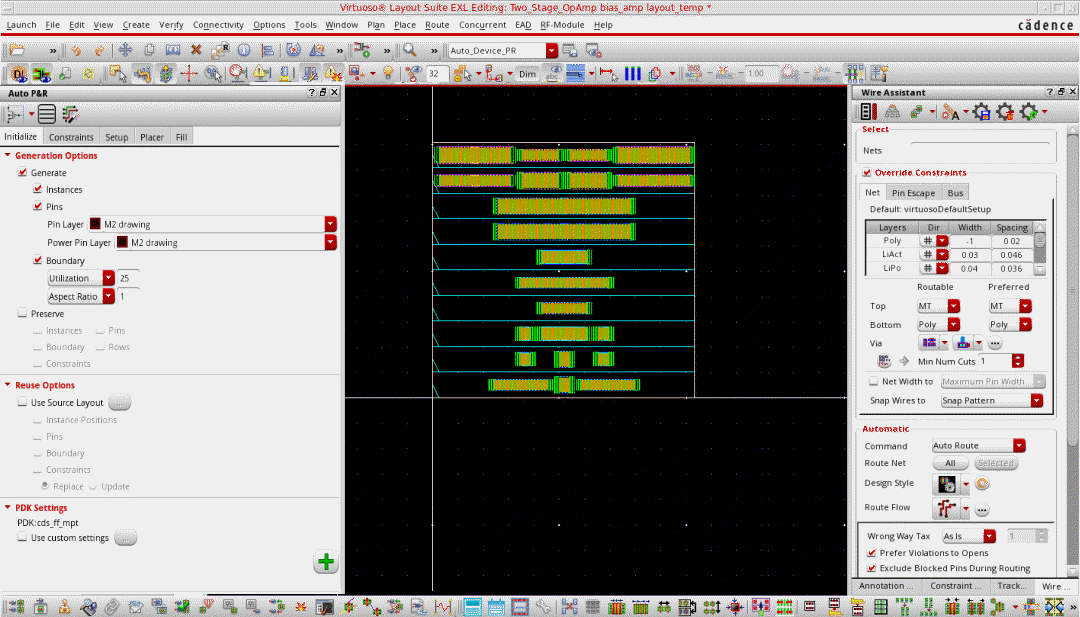 Virtuoso® Layout Suite EXL Editing: Two_Stage_OpAmp bias_amp layout_temp *
Launch File Edit View Create Verify Connectivity Options Tools Window Plan Place Route Concurrent EAD RF-Module Help
cādence
» » » » Auto_Device_PR
32 Dim 1.00
Auto P&R
Initialize Constraints Setup Placer Fill
Generation Options
Generate
Instances
Pins
Pin Layer M2 drawing
Power Pin Layer M2 drawing
Boundary
Utilization 25
Aspect Ratio 1
Preserve
Instances Pins
Boundary Rows
Constraints
Reuse Options
Use Source Layout ...
Instance Positions
Pins
Boundary
Constraints
Replace Update
PDK Settings
PDK:cds_ff_mpt
Use custom settings ...
Wire Assistant
Select
Nets
Override Constraints
Net Pin Escape Bus
Default: virtuosoDefaultSetup
Layers Dir Width Spacing
Poly # -1 0.02
LiAct # 0.03 0.046
LiPo # 0.04 0.036
Routable Preferred
Top MT MT
Bottom Poly Poly
Via ...
Min Num Cuts 1
Net Width to Maximum Pin Width
Snap Wires to Snap Pattern
Automatic
Command Auto Route
Route Net All Selected
Design Style
Route Flow ...
Wrong Way Tax As Is 1
Prefer Violations to Opens
Exclude Blocked Pins During Routing
Annotation ... Constraint ... Track... Wire ...